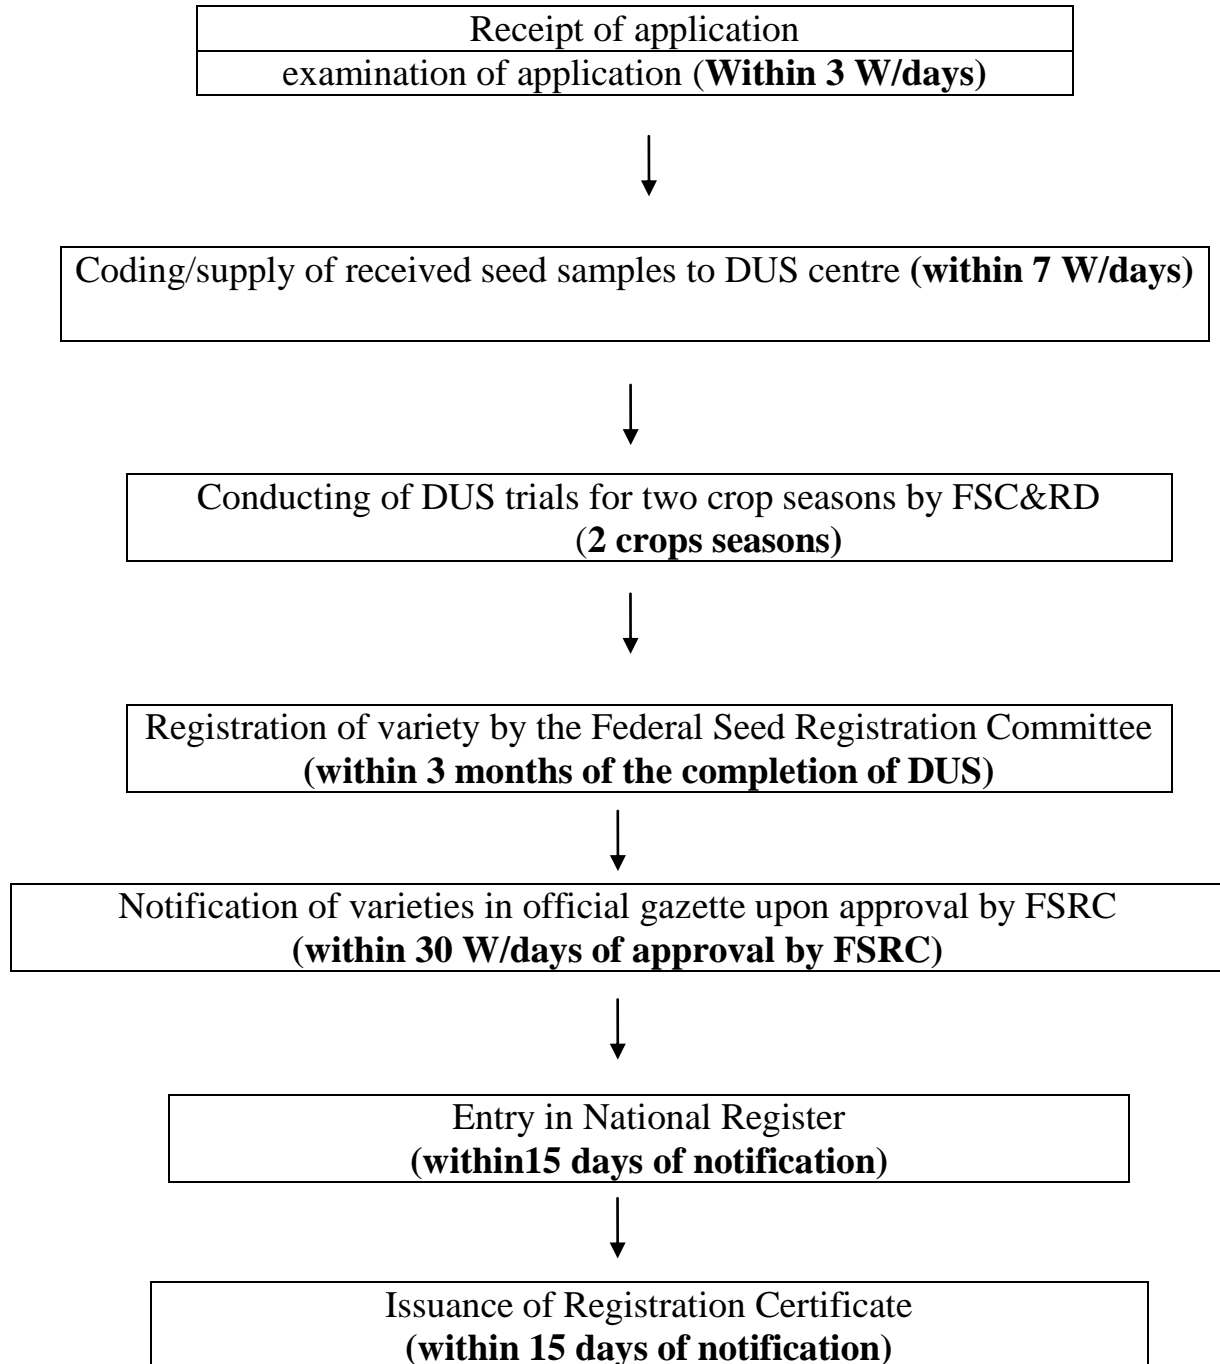 Receipt of application
examination of application (Within 3 W/days)
Coding/supply of received seed samples to DUS centre (within 7 W/days)
Conducting of DUS trials for two crop seasons by FSC&RD
(2 crops seasons)
Registration of variety by the Federal Seed Registration Committee
(within 3 months of the completion of DUS)
Notification of varieties in official gazette upon approval by FSRC
(within 30 W/days of approval by FSRC)
Entry in National Register
(within15 days of notification)
Issuance of Registration Certificate
(within 15 days of notification)